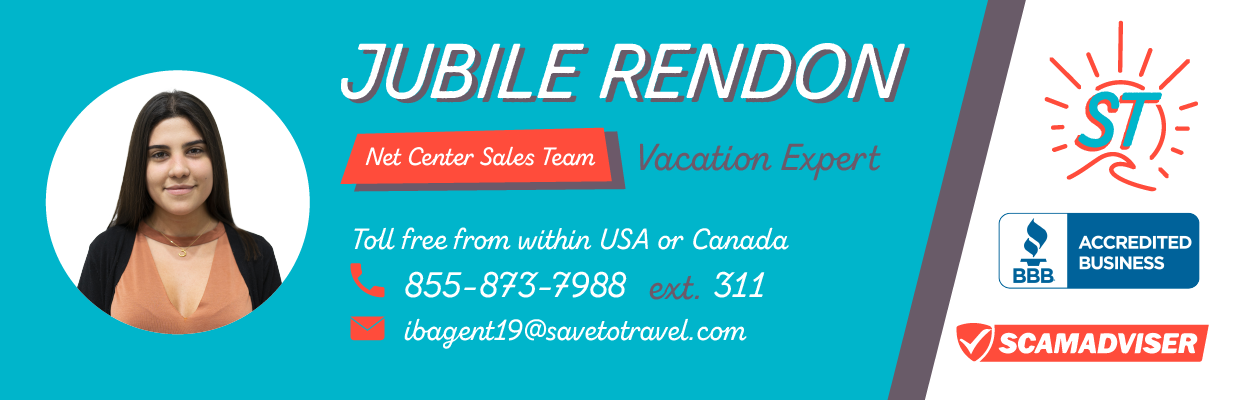 JUBILE RENDON
Net Center Sales Team
Vacation Expert
Toll free from within USA or Canada
855-873-7988 ext. 311
ibagent19@savetotravel.com
ST
BBB
ACCREDITED
BUSINESS
SCAMADVISER